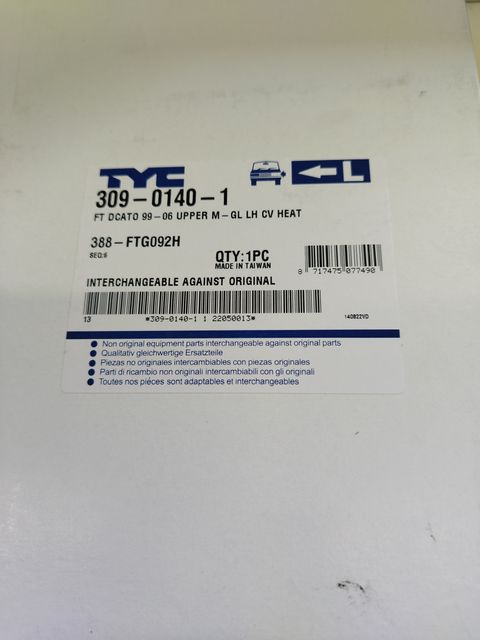 TYC
L
309-0140-1
FT DCATO 99-06 UPPER M-GL LH CV HEAT
388-FTG092H
SEQ:6
QTY:1PC
MADE IN TAIWAN
8 717475 077490
INTERCHANGEABLE AGAINST ORIGINAL
13
*309-0140-1 1 22050013*
140822VD
Non original equipment parts interchangeable against original parts
Qualitativ gleichwertige Ersatzteile
Piezas no originales intercambiables con piezas originales
Parti di ricambio non originali intercambiabili con gli originali
Toutes nos piéces sont adaptables et interchangeables